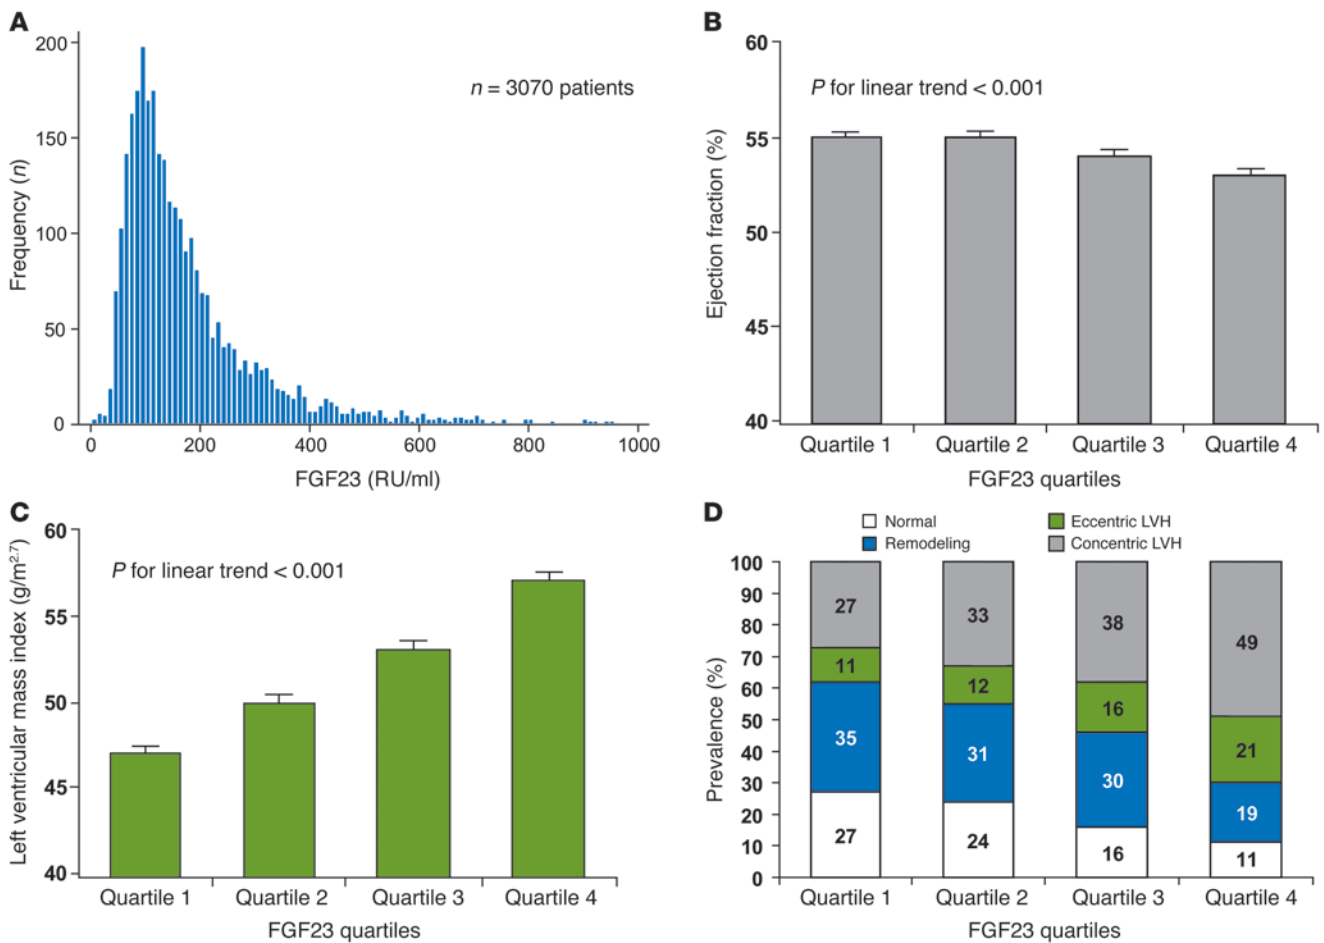 A
200
150
100
50
0
Frequency (n)
n = 3070 patients
0 200 400 600 800 1000
FGF23 (RU/ml)
B
60
55
50
45
40
Ejection fraction (%)
P for linear trend < 0.001
Quartile 1 Quartile 2 Quartile 3 Quartile 4
FGF23 quartiles
C
60
55
50
45
40
Left ventricular mass index (g/m2.7)
P for linear trend < 0.001
Quartile 1 Quartile 2 Quartile 3 Quartile 4
FGF23 quartiles
D
Normal Eccentric LVH
Remodeling Concentric LVH
100
90
80
70
60
50
40
30
20
10
0
Prevalence (%)
27 33 38 49
11 12 16 21
35 31 30 19
27 24 16 11
Quartile 1 Quartile 2 Quartile 3 Quartile 4
FGF23 quartiles